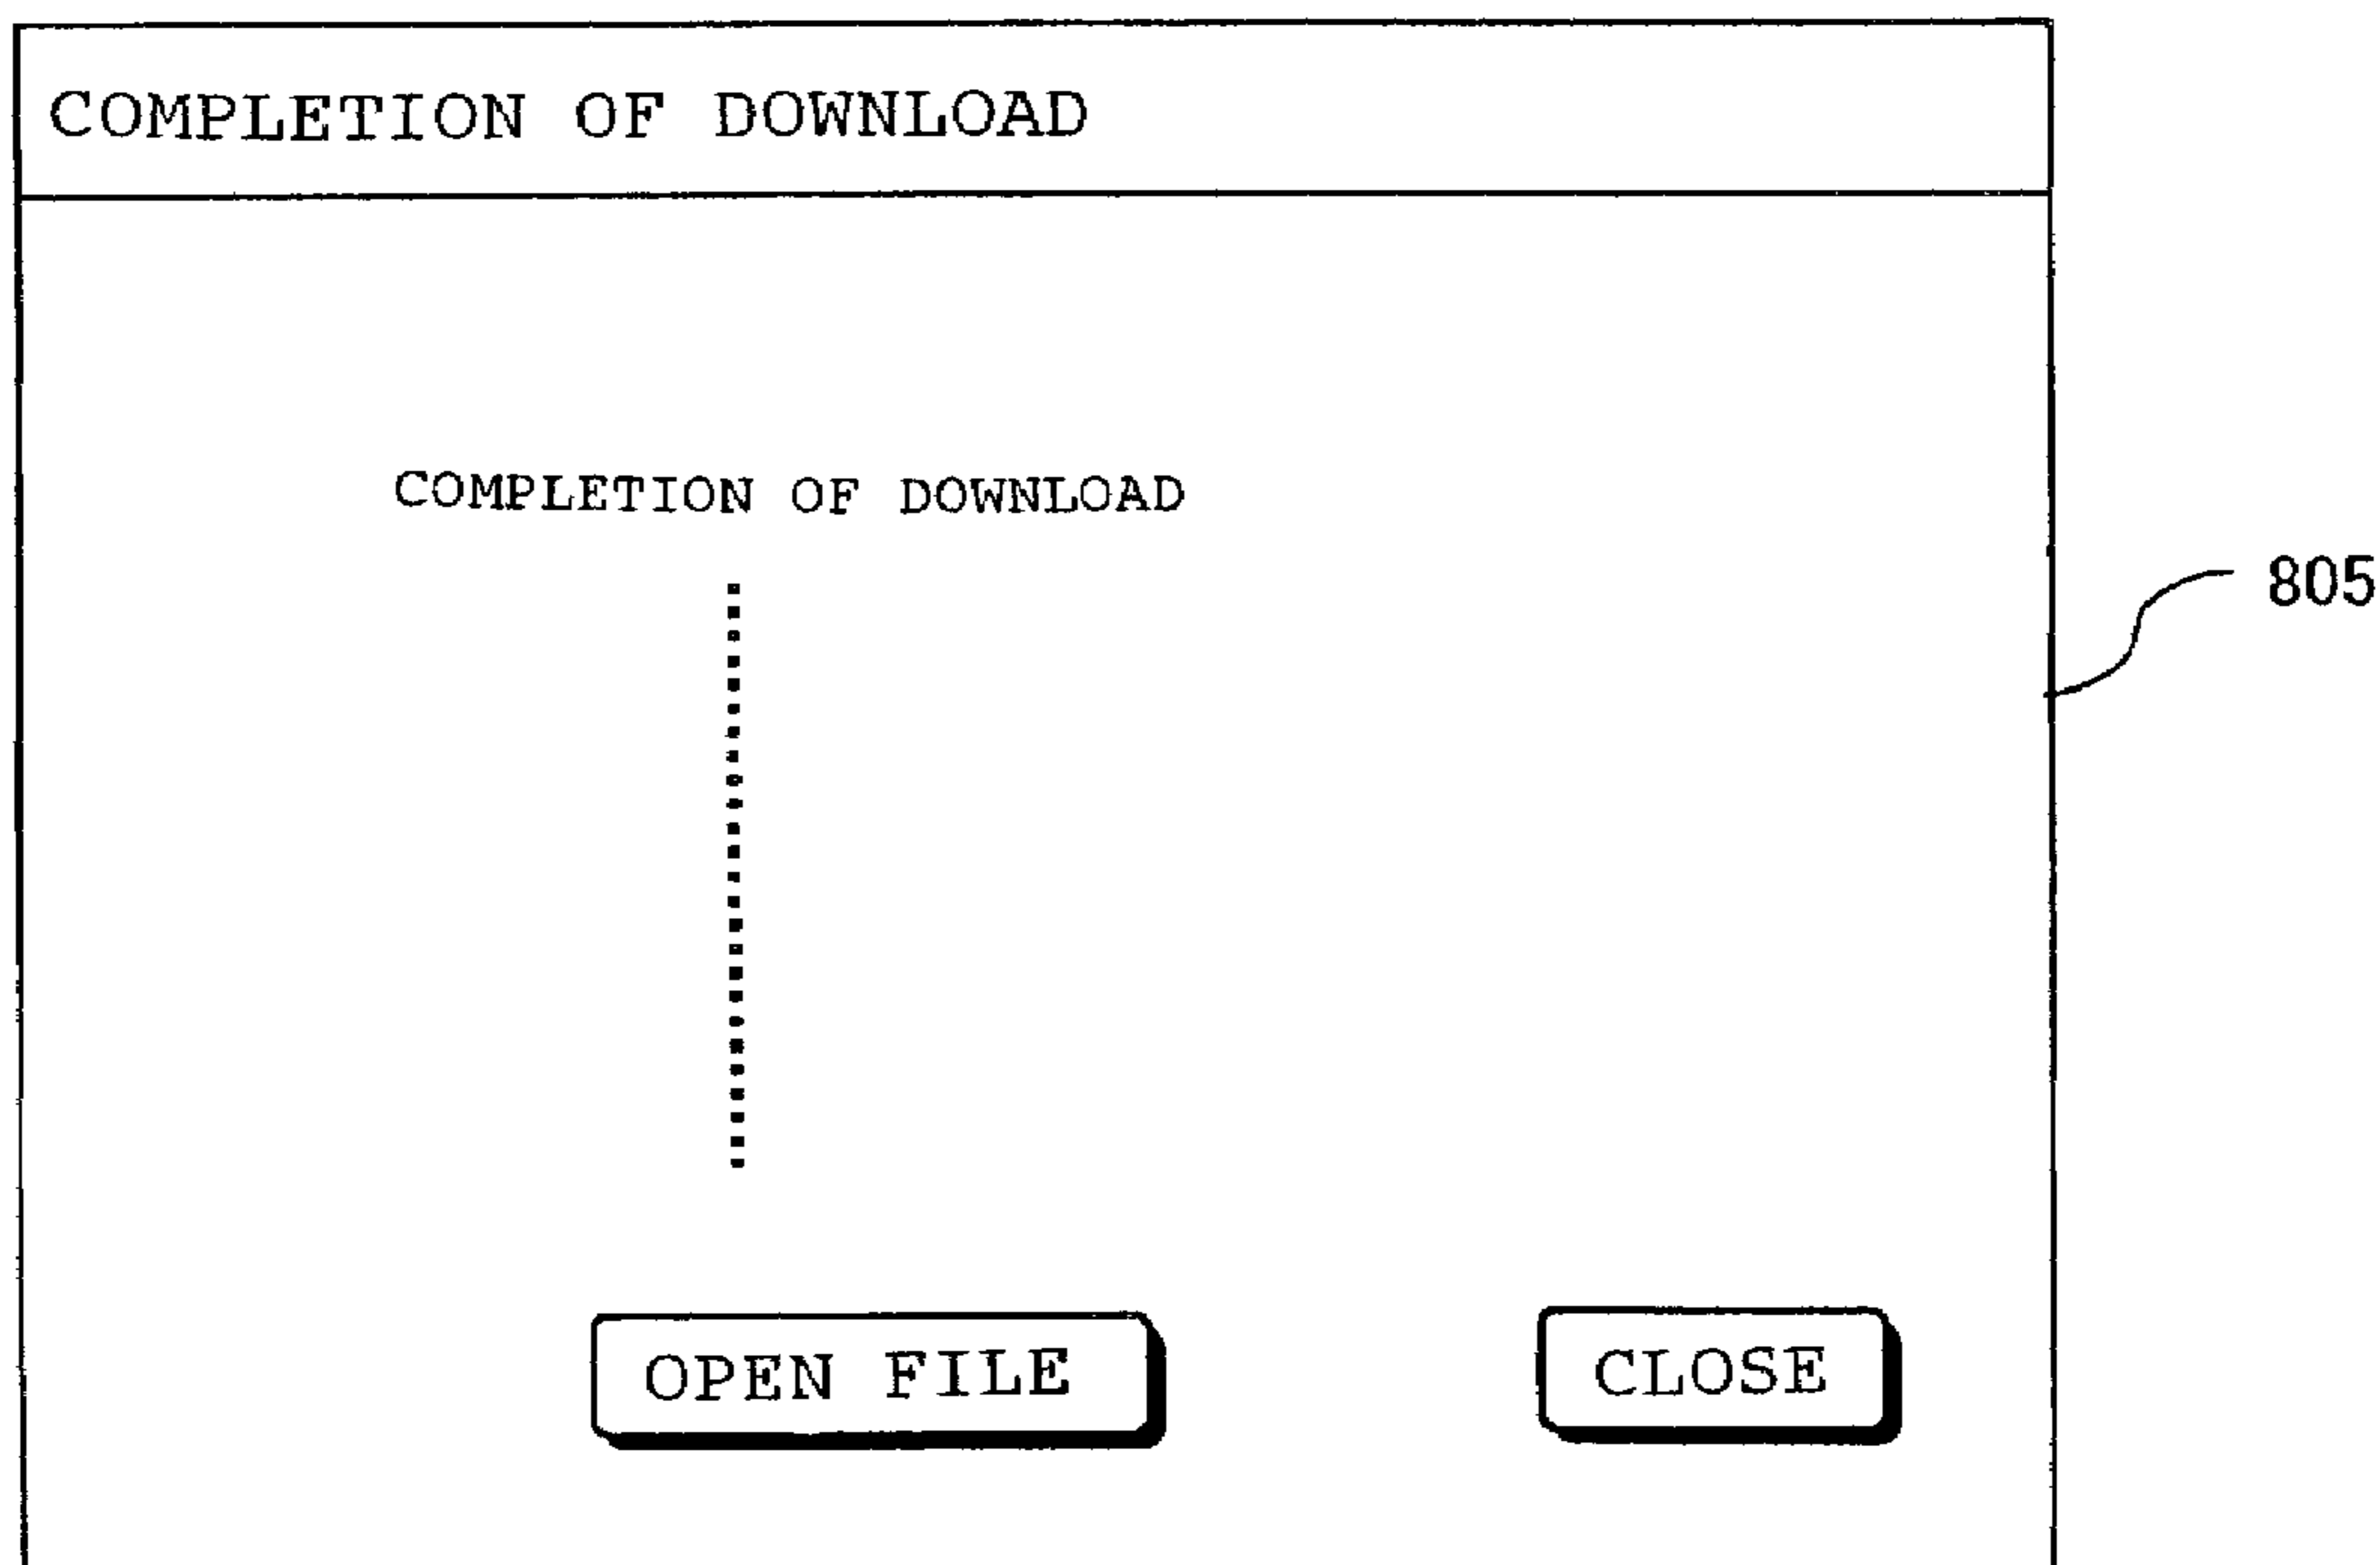 COMPLETION OF DOWNLOAD
COMPLETION OF DOWNLOAD
805
OPEN FILE
CLOSE